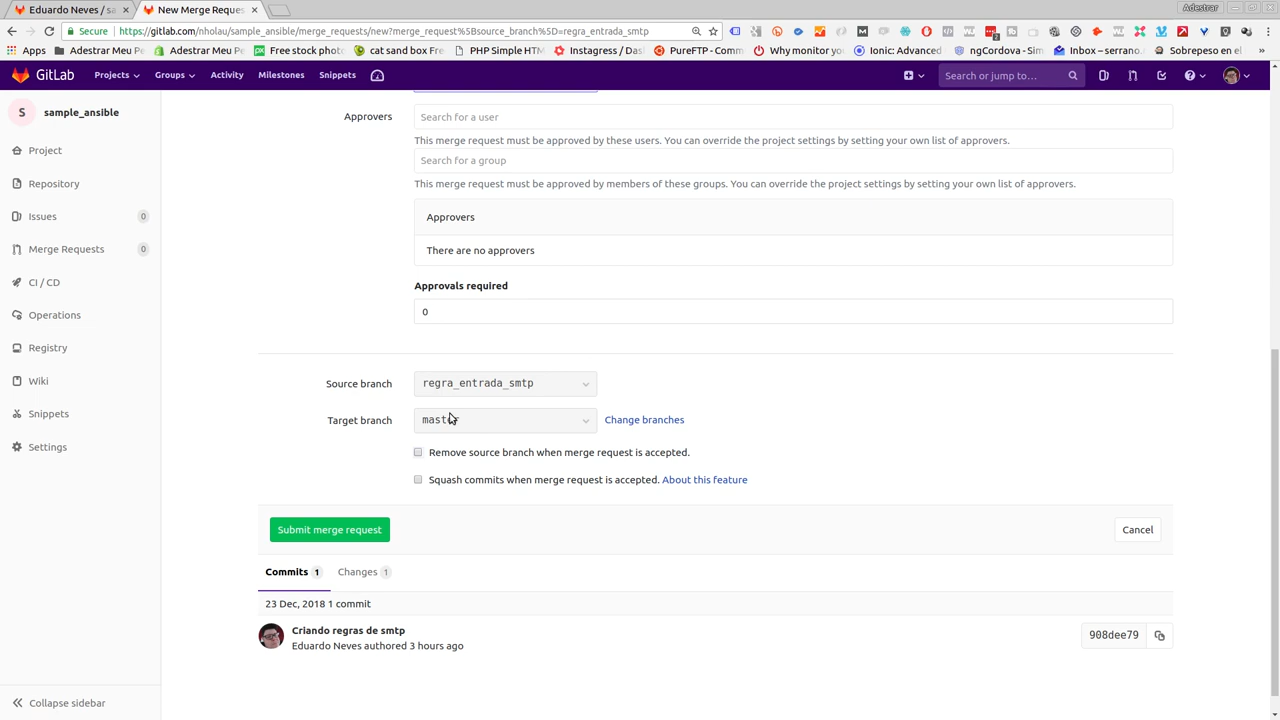 Eduardo Neves / sa
New Merge Reques
Adestrar
Secure
https://gitlab.com/nholau/sample_ansible/merge_requests/new?merge_request%5Bsource_branch%5D=regra_entrada_smtp
Apps
Adestrar Meu Pe
Adestrar Meu Pe
Free stock photo
cat sand box Fre
PHP Simple HTM
Instagress / Dash
PureFTP - Comm
Why monitor yo
Ionic: Advanced
ngCordova - Sim
Inbox – serrano.
Sobrepeso en el
GitLab
Projects
Groups
Activity
Milestones
Snippets
Search or jump to…
S
sample_ansible
Project
Repository
Issues 0
Merge Requests 0
CI / CD
Operations
Registry
Wiki
Snippets
Settings
Collapse sidebar
Approvers
Search for a user
This merge request must be approved by these users. You can override the project settings by setting your own list of approvers.
Search for a group
This merge request must be approved by members of these groups. You can override the project settings by setting your own list of approvers.
Approvers
There are no approvers
Approvals required
0
Source branch
regra_entrada_smtp
Target branch
master
Change branches
Remove source branch when merge request is accepted.
Squash commits when merge request is accepted. About this feature
Submit merge request
Cancel
Commits 1
Changes 1
23 Dec, 2018 1 commit
Criando regras de smtp
Eduardo Neves authored 3 hours ago
908dee79